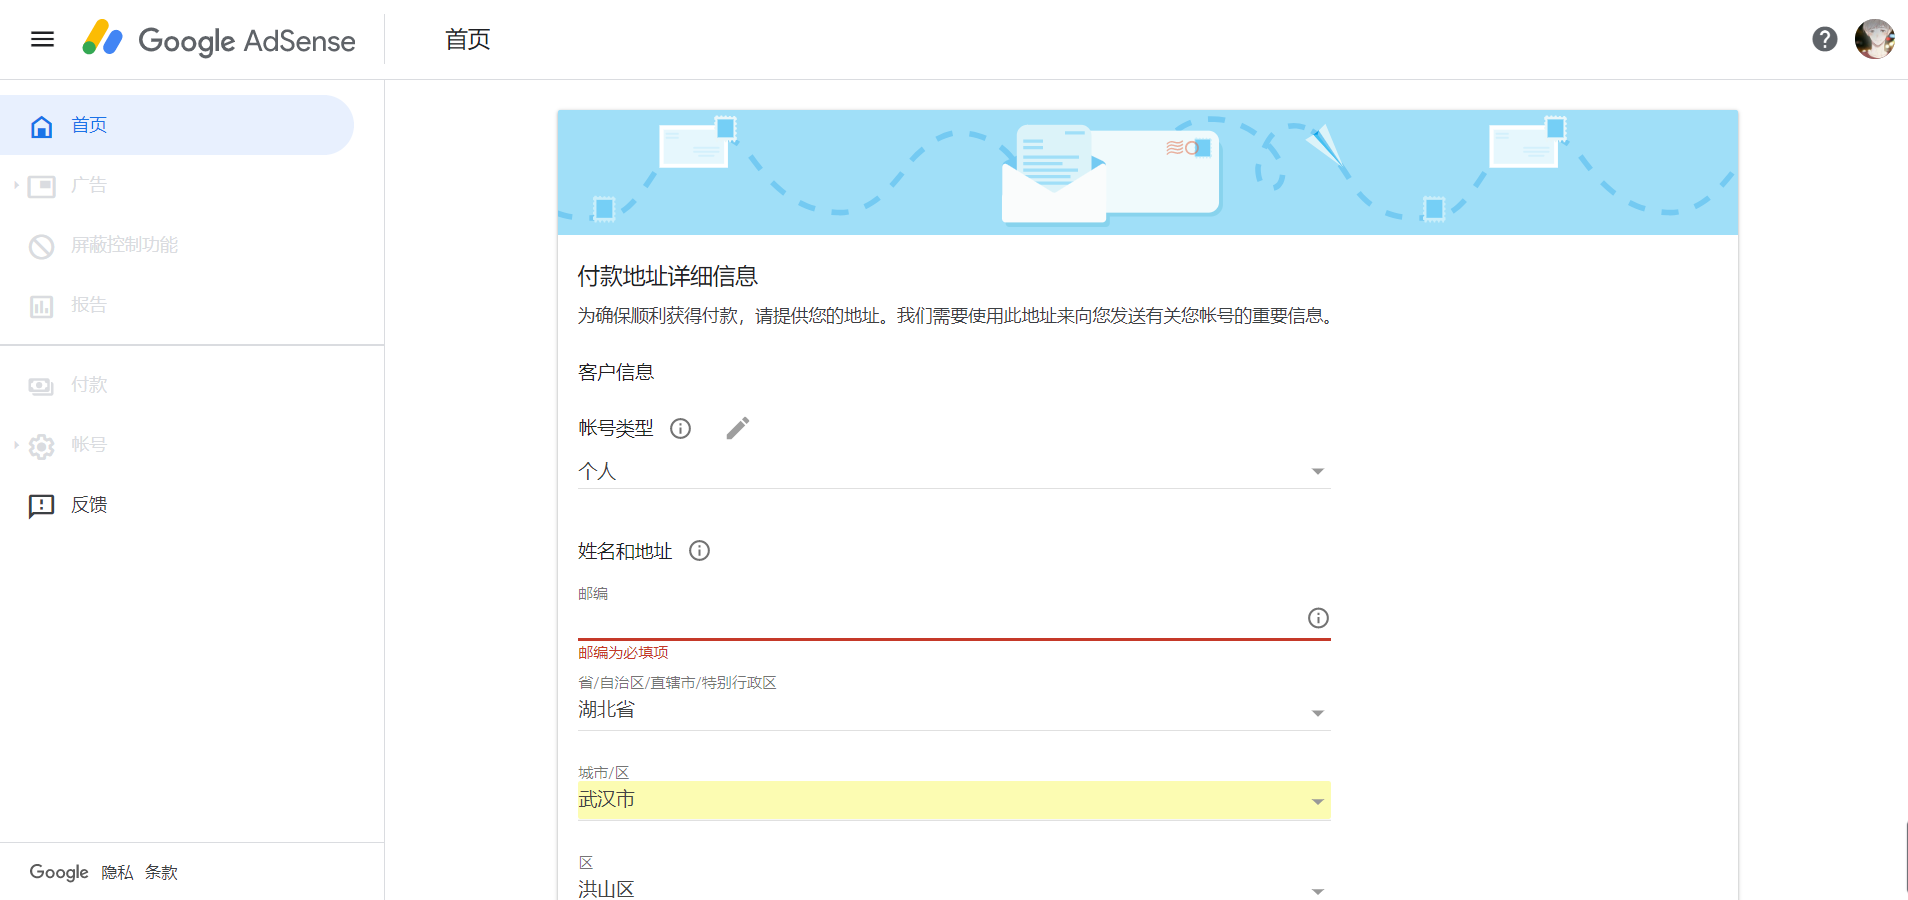 Google AdSense
首页
首页
广告
屏蔽控制功能
报告
付款
帐号
反馈
Google 隐私 条款
付款地址详细信息
为确保顺利获得付款，请提供您的地址。我们需要使用此地址来向您发送有关您帐号的重要信息。
客户信息
帐号类型
个人
姓名和地址
邮编
邮编为必填项
省/自治区/直辖市/特别行政区
湖北省
城市/区
武汉市
区
洪山区